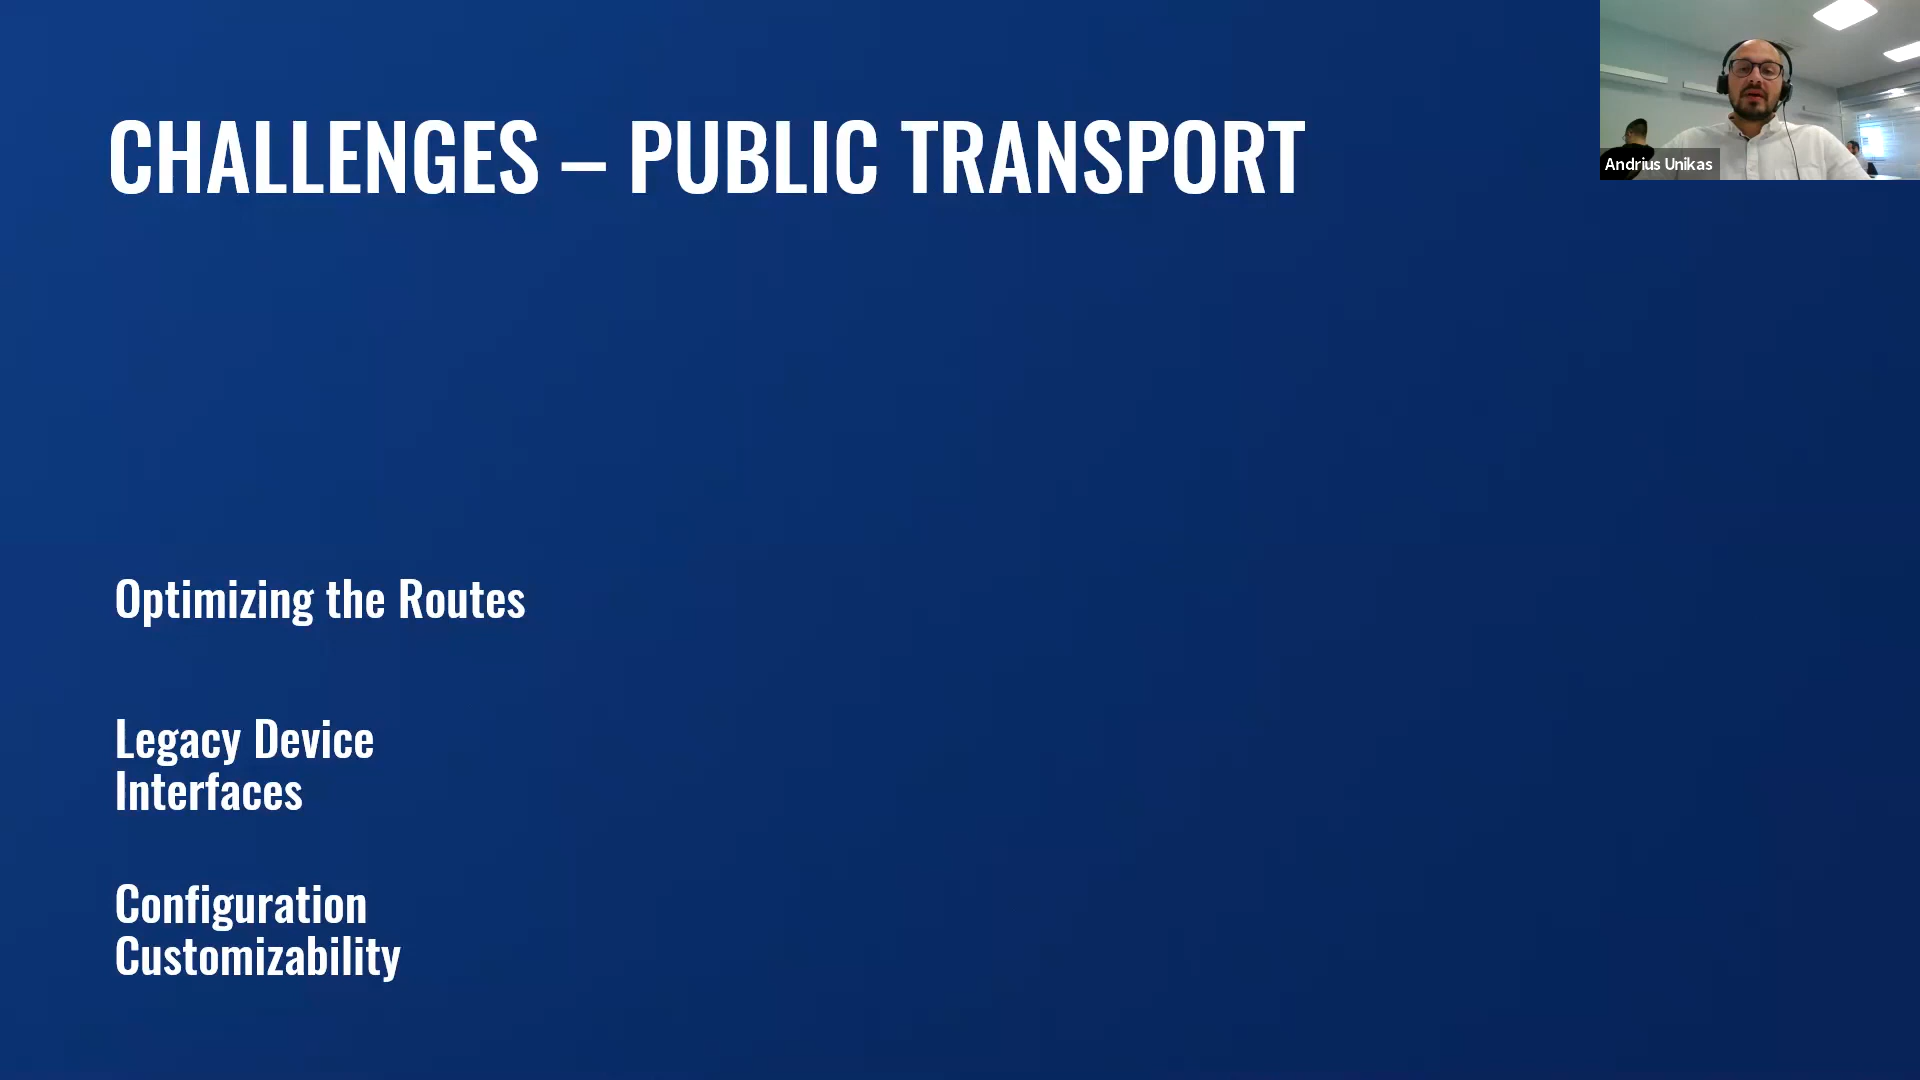 CHALLENGES – PUBLIC TRANSPORT
Andrius Unikas
Optimizing the Routes
Legacy Device
Interfaces
Configuration
Customizability